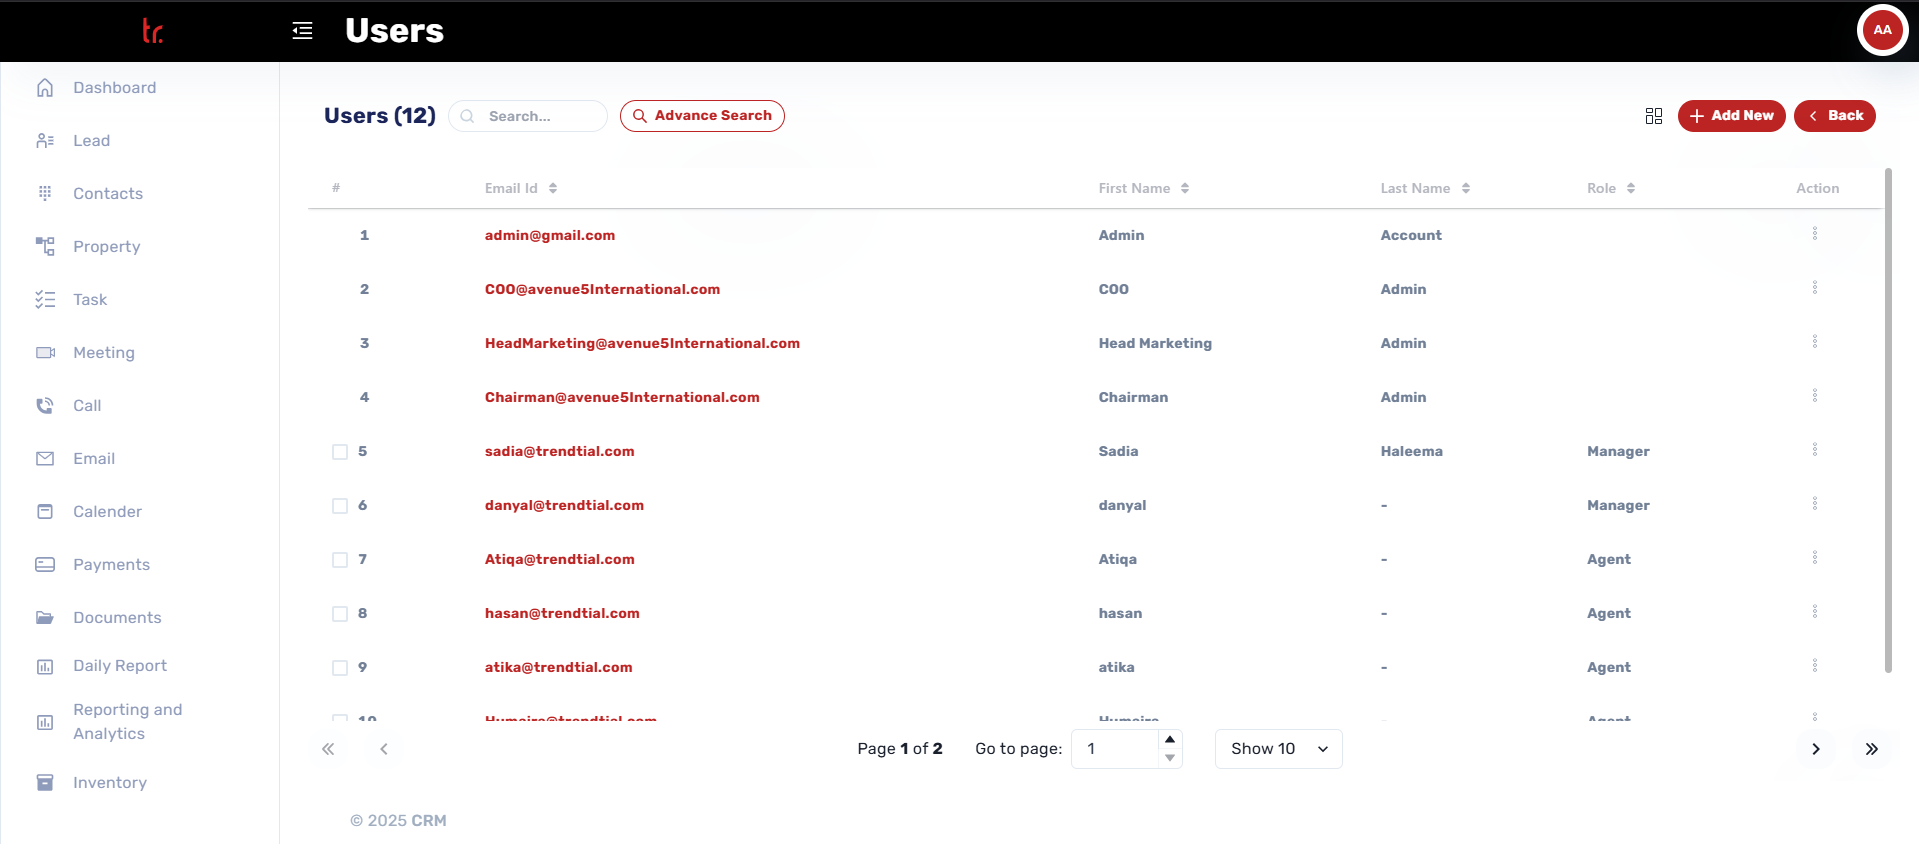 tr.
Users
AA
Dashboard
Lead
Contacts
Property
Task
Meeting
Call
Email
Calender
Payments
Documents
Daily Report
Reporting and
Analytics
Inventory
Users (12)
Search...
Advance Search
Add New
Back
# Email Id First Name Last Name Role Action
1 admin@gmail.com Admin Account
2 COO@avenue5International.com COO Admin
3 HeadMarketing@avenue5International.com Head Marketing Admin
4 Chairman@avenue5International.com Chairman Admin
5 sadia@trendtial.com Sadia Haleema Manager
6 danyal@trendtial.com danyal - Manager
7 Atiqa@trendtial.com Atiqa - Agent
8 hasan@trendtial.com hasan - Agent
9 atika@trendtial.com atika - Agent
10 Humaira@trendtial.com Humaira - Agent
Page 1 of 2 Go to page: 1 Show 10
© 2025 CRM